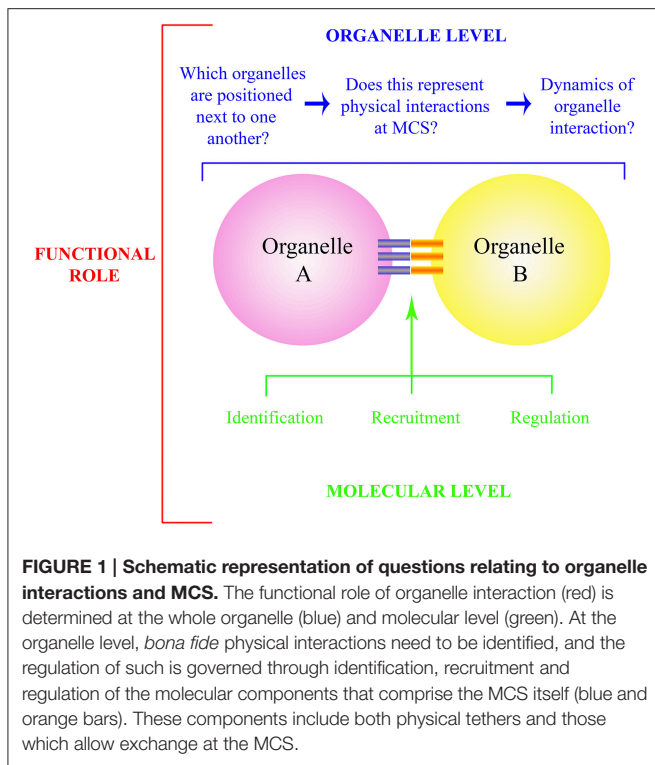 ORGANELLE LEVEL
Which organelles
are positioned
next to one
another?
Does this represent
physical interactions
at MCS?
Dynamics of
organelle
interaction?
FUNCTIONAL
ROLE
Organelle
A
Organelle
B
Identification
Recruitment
Regulation
MOLECULAR LEVEL
FIGURE 1 | Schematic representation of questions relating to organelle
interactions and MCS. The functional role of organelle interaction (red) is
determined at the whole organelle (blue) and molecular level (green). At the
organelle level, bona fide physical interactions need to be identified, and the
regulation of such is governed through identification, recruitment and
regulation of the molecular components that comprise the MCS itself (blue and
orange bars). These components include both physical tethers and those
which allow exchange at the MCS.